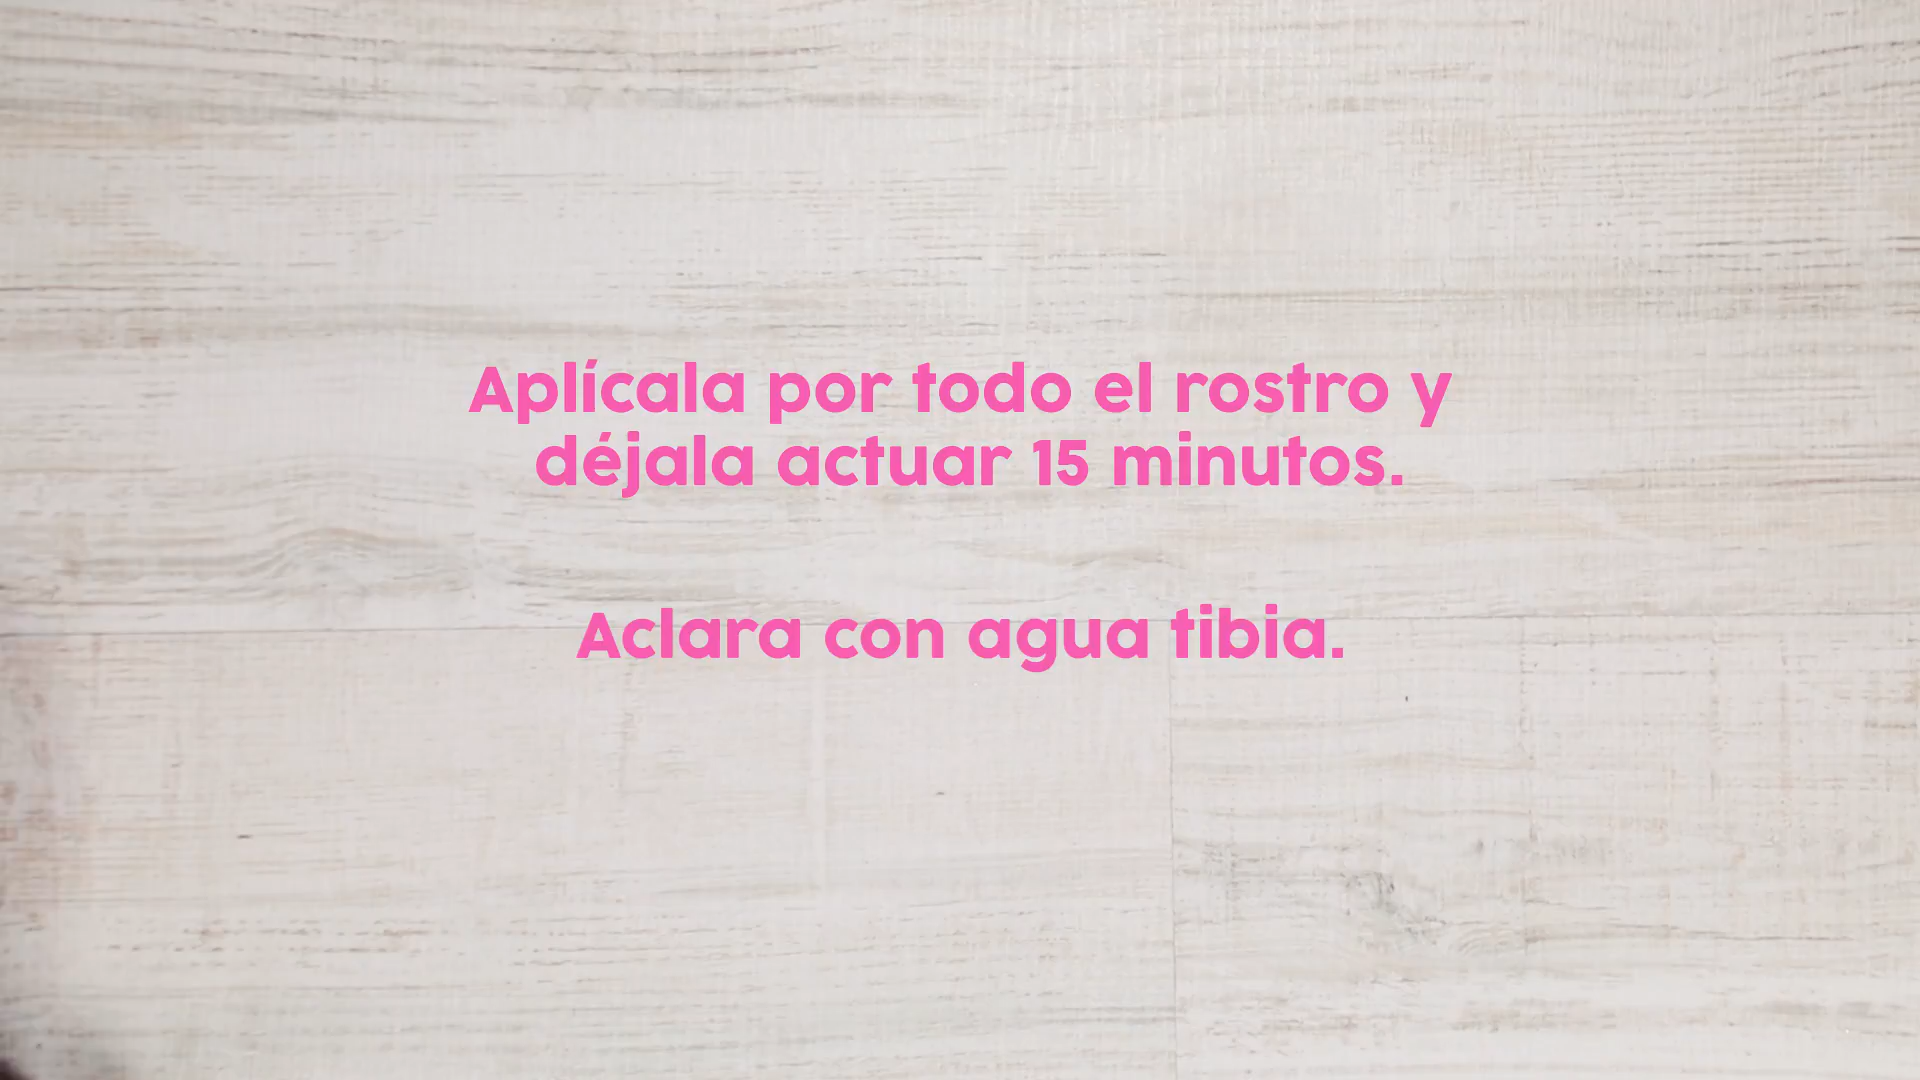 Aplícala por todo el rostro y
déjala actuar 15 minutos.
Aclara con agua tibia.